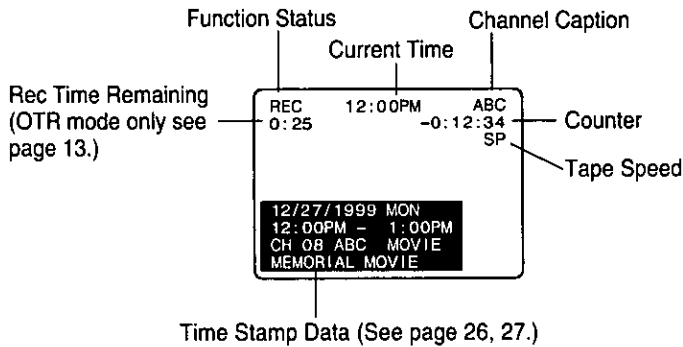 Function Status
Channel Caption
Current Time
Rec Time Remaining
(OTR mode only see
page 13.)
REC 12:00PM ABC
0:25 -0:12:34
SP
Counter
Tape Speed
12/27/1999 MON
12:00PM - 1:00PM
CH 08 ABC MOVIE
MEMORIAL MOVIE
Time Stamp Data (See page 26, 27.)